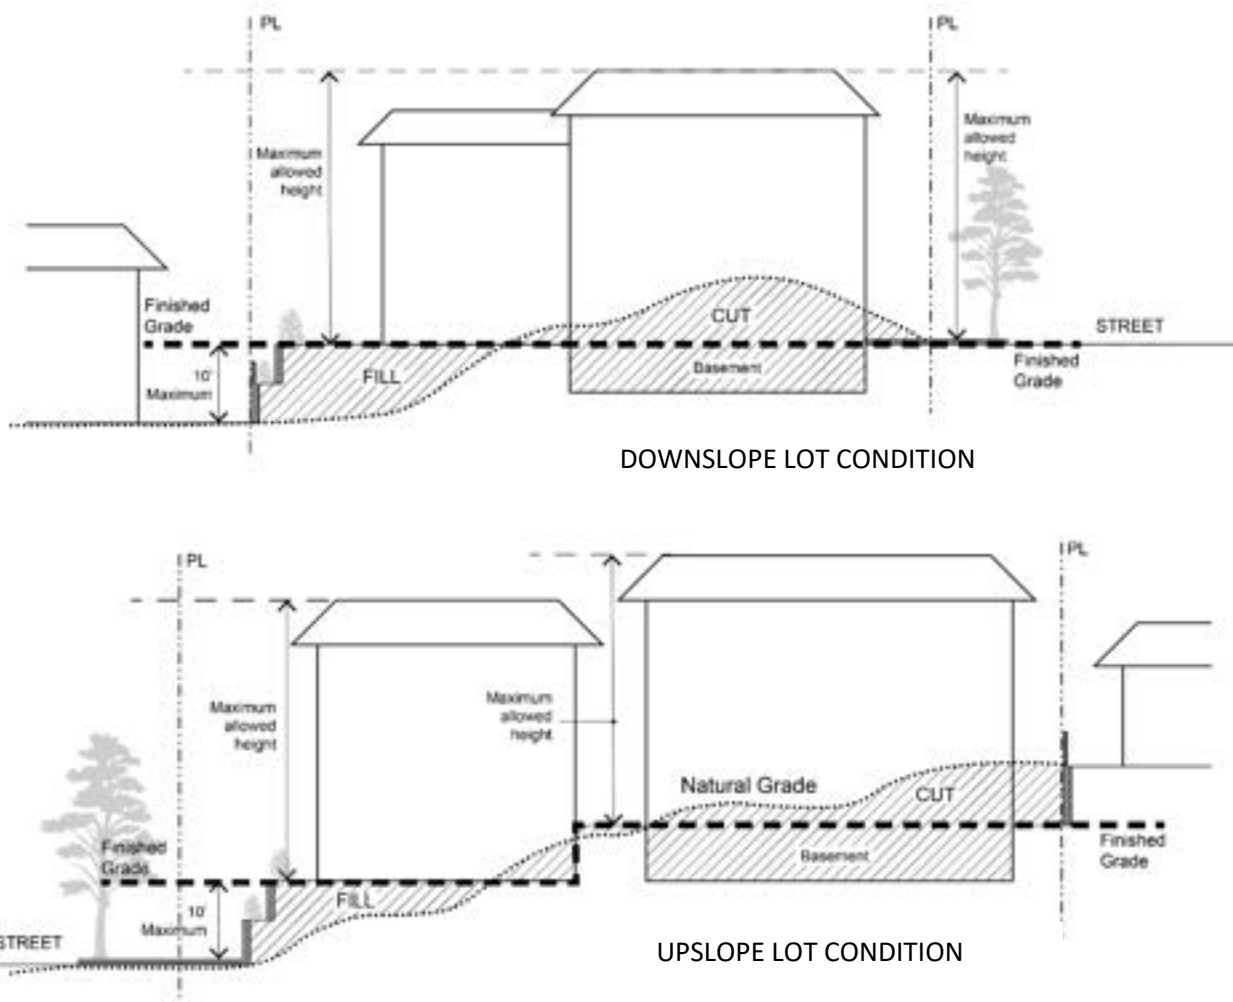 PL
PL
Maximum
allowed
height
Maximum
allowed
height
Finished
Grade
CUT
STREET
10'
Maximum
FILL
Basement
Finished
Grade
DOWNSLOPE LOT CONDITION
PL
PL
Maximum
allowed
height
Maximum
allowed
height
Natural Grade
CUT
Finished
Grade
Basement
Finished
Grade
10'
Maximum
FILL
STREET
UPSLOPE LOT CONDITION